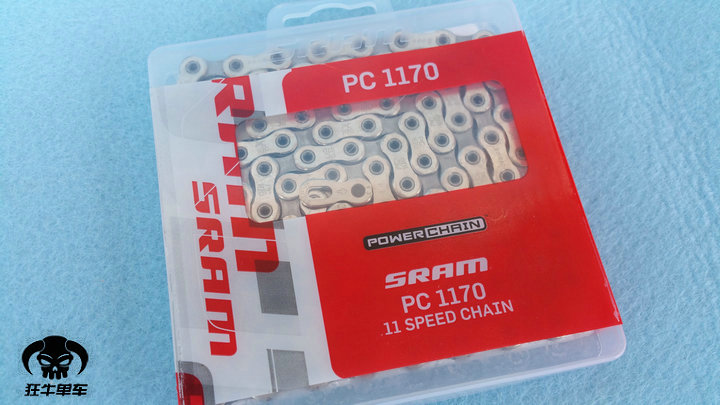 PC 1170
SRAM
POWERCHAIN
SRAM
PC 1170
11 SPEED CHAIN
狂牛单车